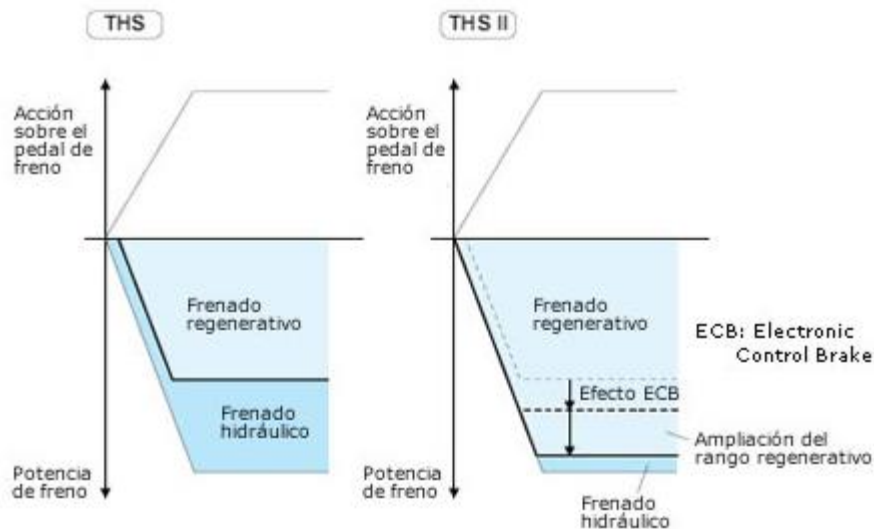 THS
THS II
Acción
sobre el
pedal de
freno
Frenado
regenerativo
Frenado
hidráulico
Potencia
de freno
Acción
sobre el
pedal de
freno
Frenado
regenerativo
Efecto ECB
ECB: Electronic
Control Brake
Ampliación del
rango regenerativo
Potencia
de freno
Frenado
hidráulico